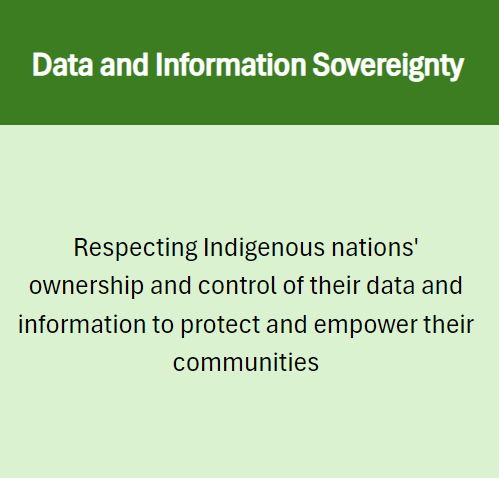 Data and Information Sovereignty
Respecting Indigenous nations'
ownership and control of their data and
information to protect and empower their
communities